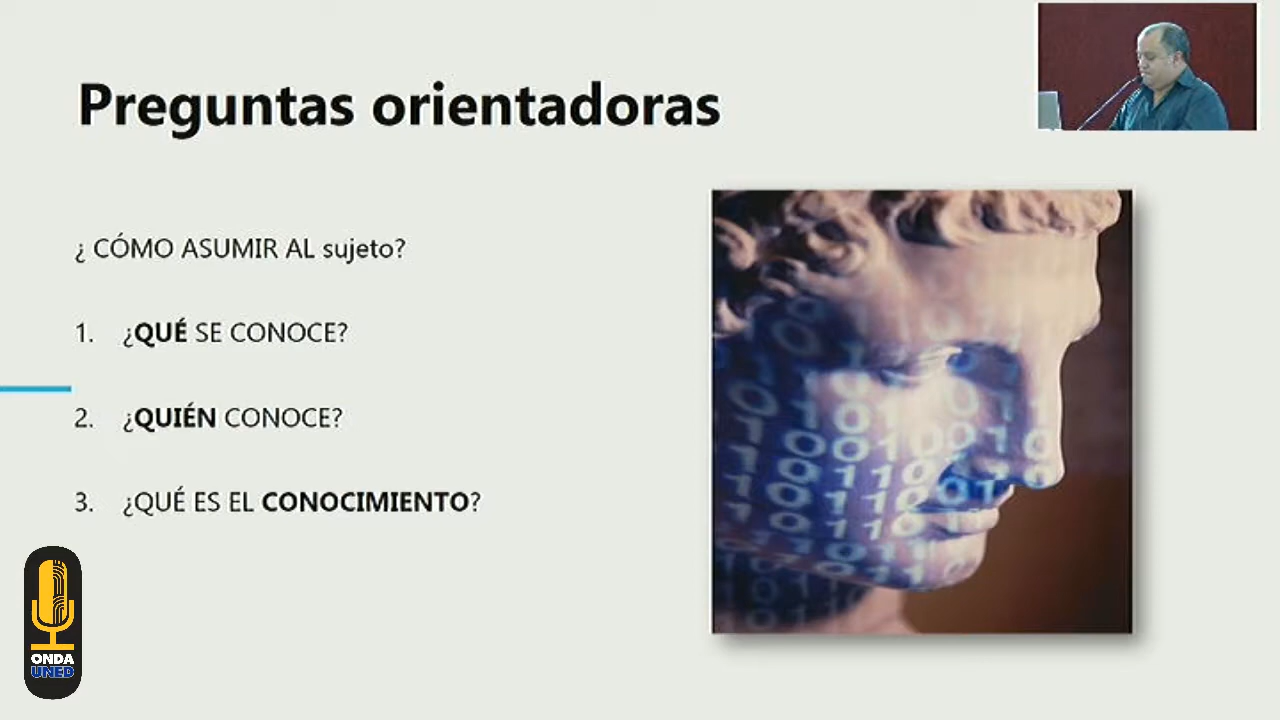 Preguntas orientadoras
¿ CÓMO ASUMIR AL sujeto?
1. ¿QUÉ SE CONOCE?
2. ¿QUIÉN CONOCE?
3. ¿QUÉ ES EL CONOCIMIENTO?
ONDA
UNED